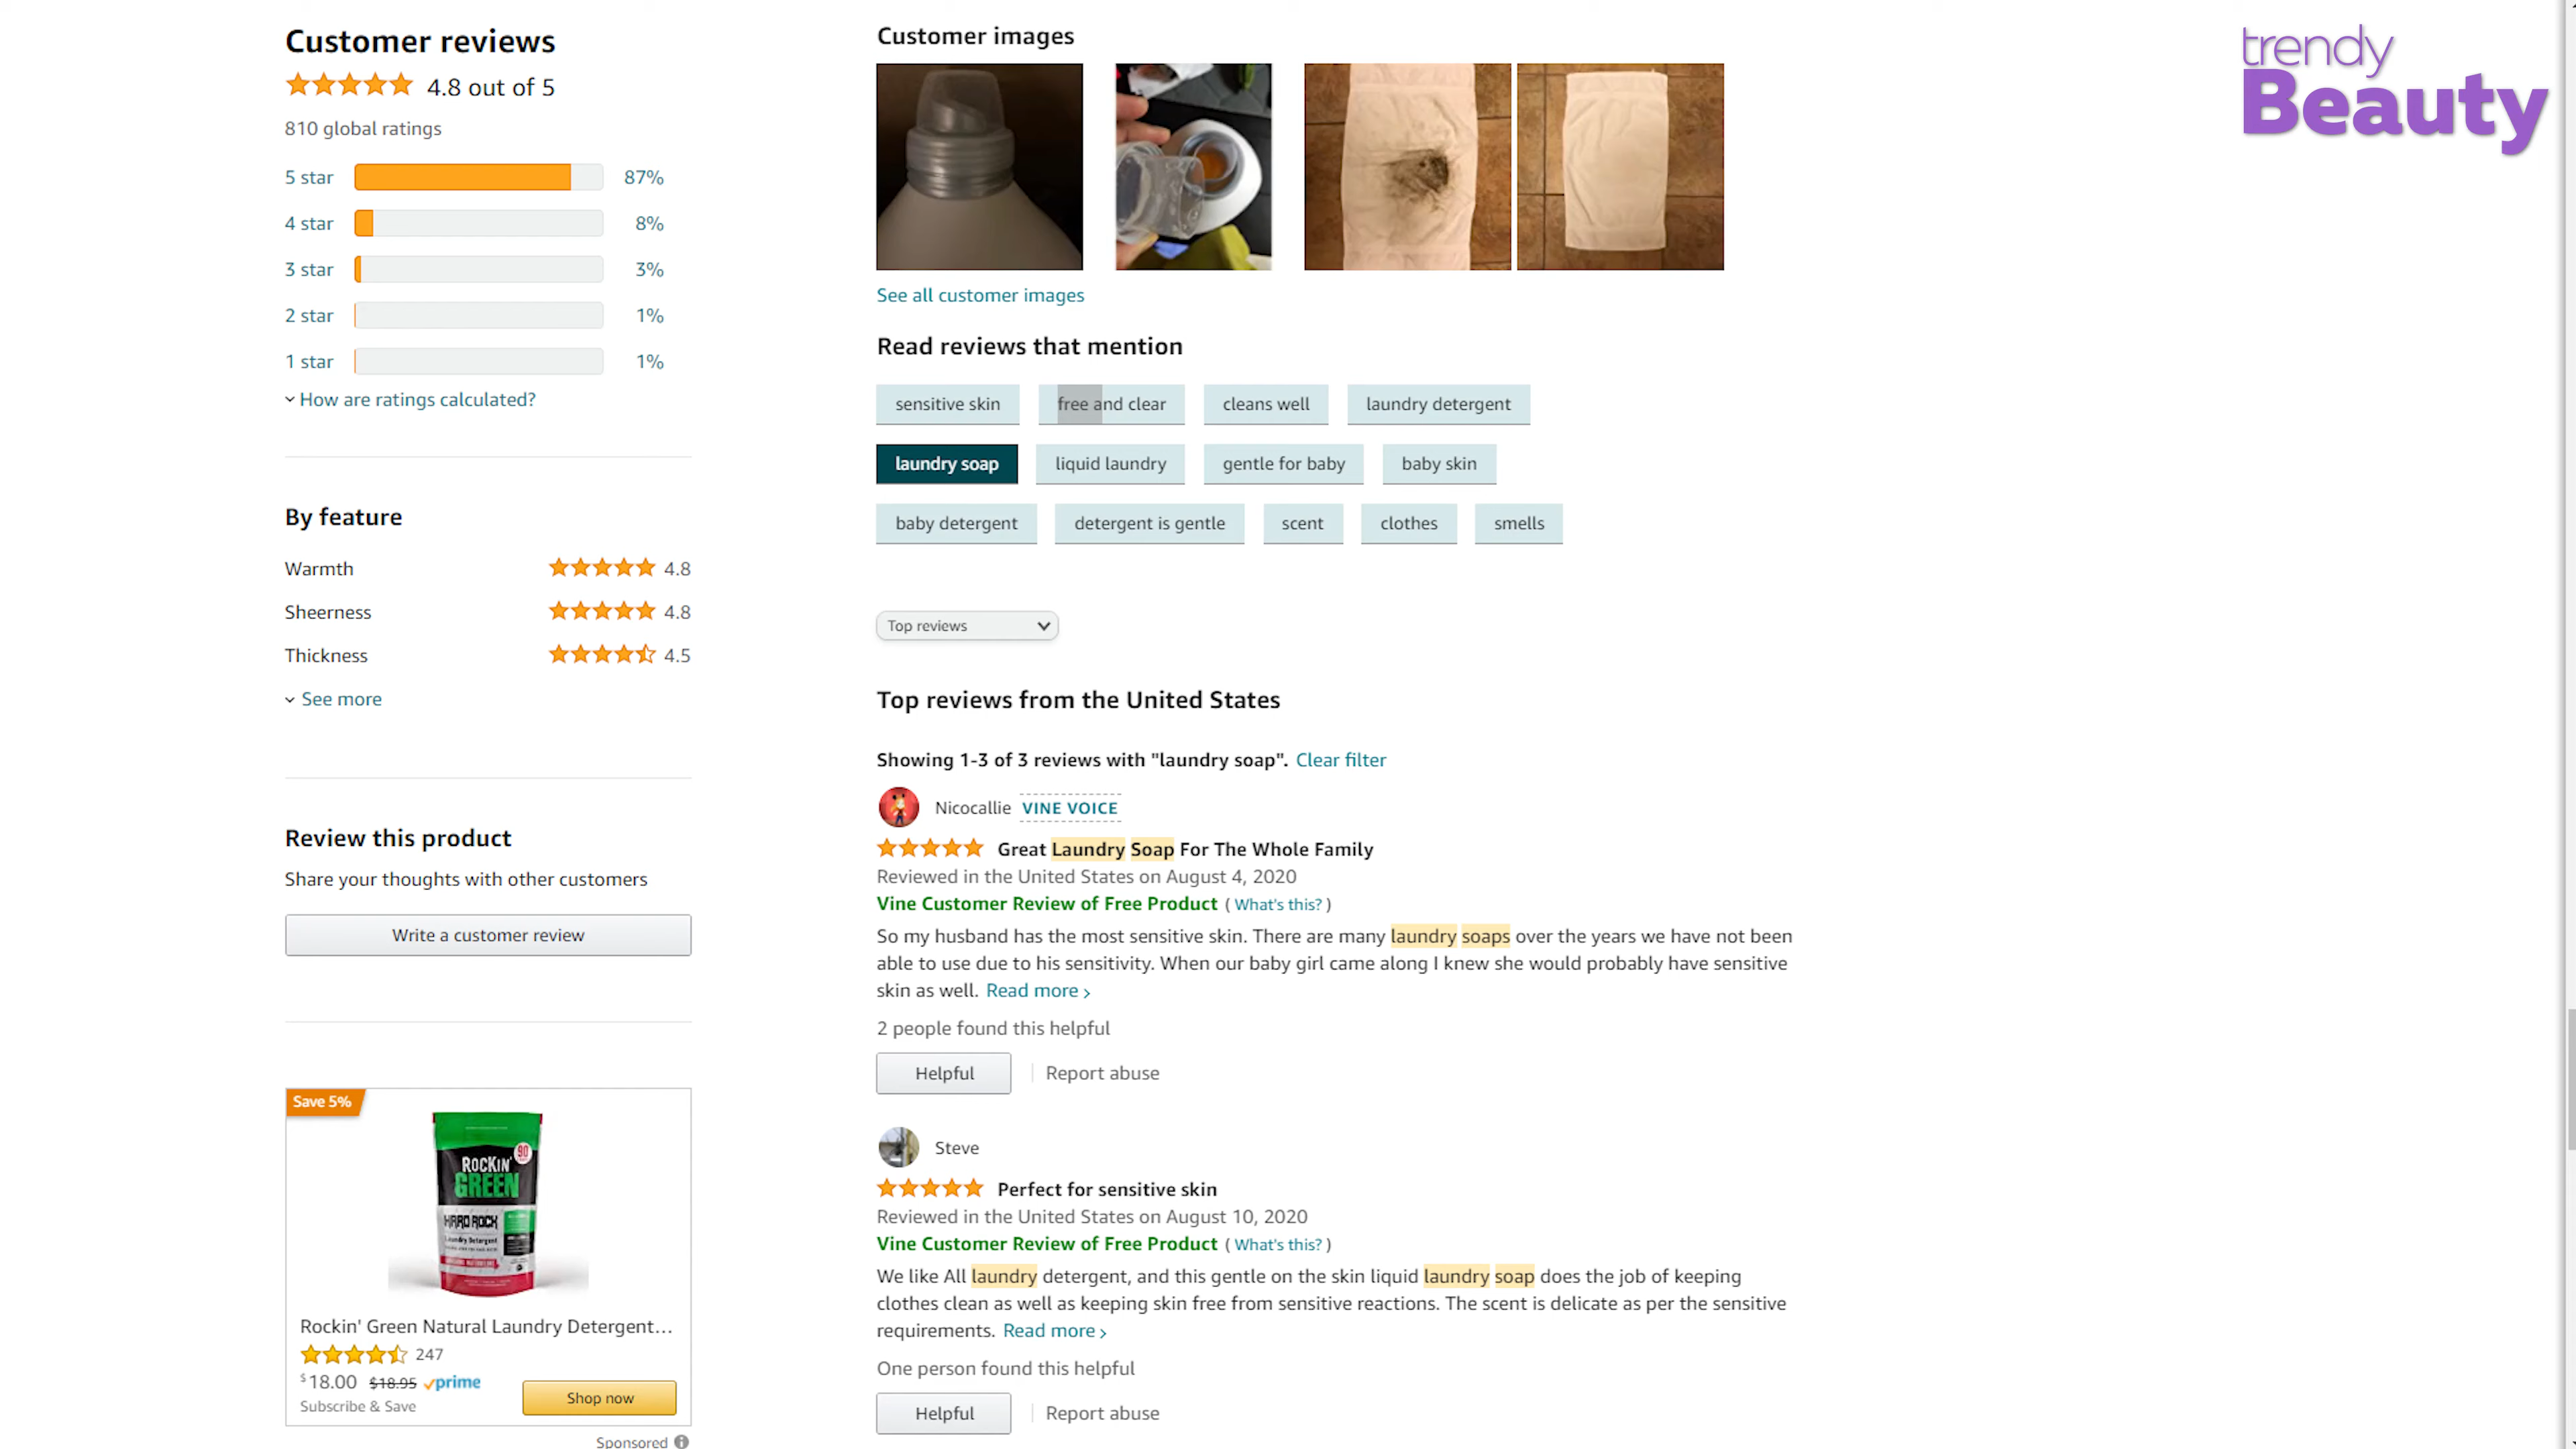 Customer reviews
4.8 out of 5
810 global ratings
5 star 87%
4 star 8%
3 star 3%
2 star 1%
1 star 1%
How are ratings calculated?
By feature
Warmth 4.8
Sheerness 4.8
Thickness 4.5
See more
Review this product
Share your thoughts with other customers
Write a customer review
Save 5%
90
ROCKIN'
GREEN
HARD ROCK
Laundry Detergent
Rockin' Green Natural Laundry Detergent...
247
$18.00 $18.95 prime
Subscribe & Save
Shop now
Sponsored
Customer images
See all customer images
Read reviews that mention
sensitive skin free and clear cleans well laundry detergent
laundry soap liquid laundry gentle for baby baby skin
baby detergent detergent is gentle scent clothes smells
Top reviews
Top reviews from the United States
Showing 1-3 of 3 reviews with "laundry soap". Clear filter
Nicocallie VINE VOICE
Great Laundry Soap For The Whole Family
Reviewed in the United States on August 4, 2020
Vine Customer Review of Free Product ( What's this? )
So my husband has the most sensitive skin. There are many laundry soaps over the years we have not been
able to use due to his sensitivity. When our baby girl came along I knew she would probably have sensitive
skin as well. Read more ›
2 people found this helpful
Helpful Report abuse
Steve
Perfect for sensitive skin
Reviewed in the United States on August 10, 2020
Vine Customer Review of Free Product ( What's this? )
We like All laundry detergent, and this gentle on the skin liquid laundry soap does the job of keeping
clothes clean as well as keeping skin free from sensitive reactions. The scent is delicate as per the sensitive
requirements. Read more ›
One person found this helpful
Helpful Report abuse
trendy
Beauty